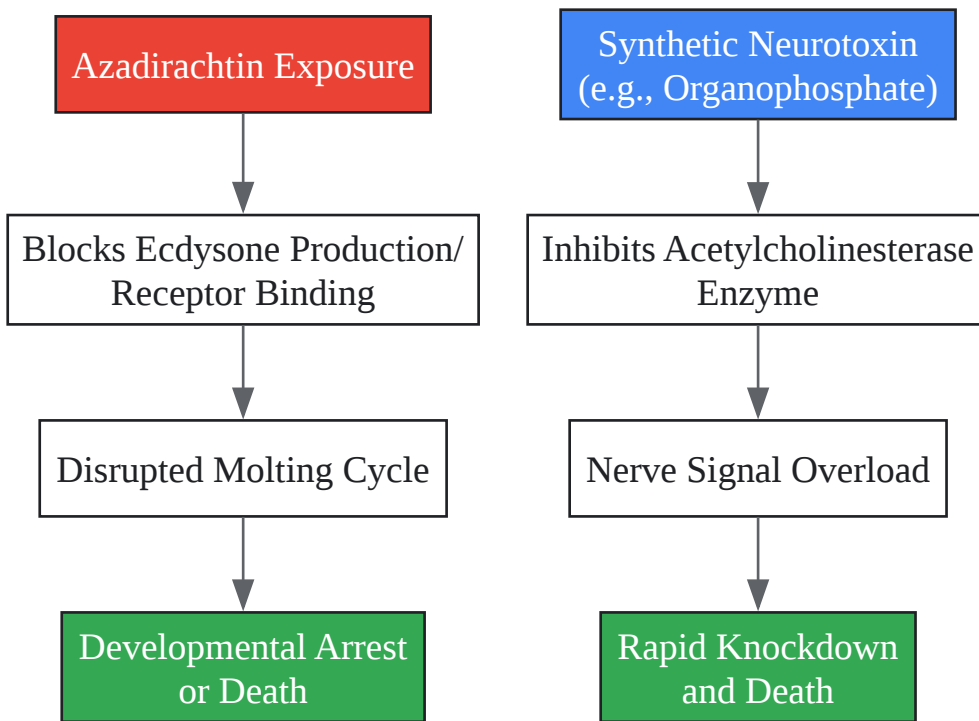 Azadirachtin Exposure
Blocks Ecdysone Production/
Receptor Binding
Disrupted Molting Cycle
Developmental Arrest
or Death
Synthetic Neurotoxin
(e.g., Organophosphate)
Inhibits Acetylcholinesterase
Enzyme
Nerve Signal Overload
Rapid Knockdown
and Death